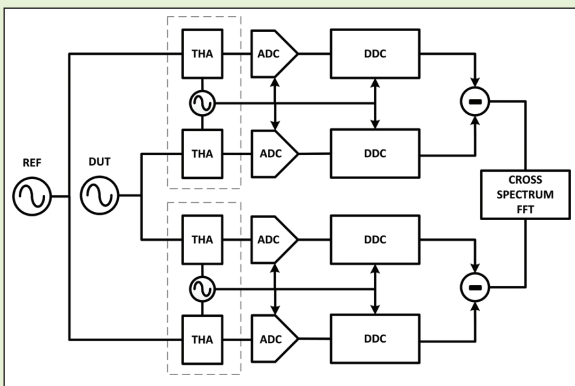 THA
ADC
DDC
REF
DUT
THA
ADC
DDC
CROSS
SPECTRUM
FFT
THA
ADC
DDC
THA
ADC
DDC